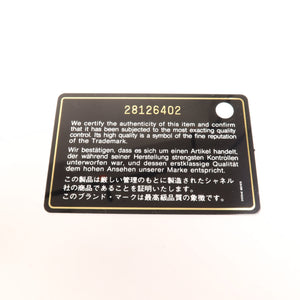 28126402
We certify the authenticity of this item and confirm
that it has been subjected to the most exacting quality
control. Its high quality is a symbol of the fine reputation
of the Trademark.
Wir bestätigen, dass es sich um einen Artikel handelt,
der während seiner Herstellung strengsten Kontrollen
unterworfen war, und dessen erstklassige Qualität
dem hohen Ansehen unserer Marke entspricht.
この製品は厳しい管理のもとに製造されたシャネル
社の商品であることを証明いたします。
このブランド・マークは最高級品質の象徴です。